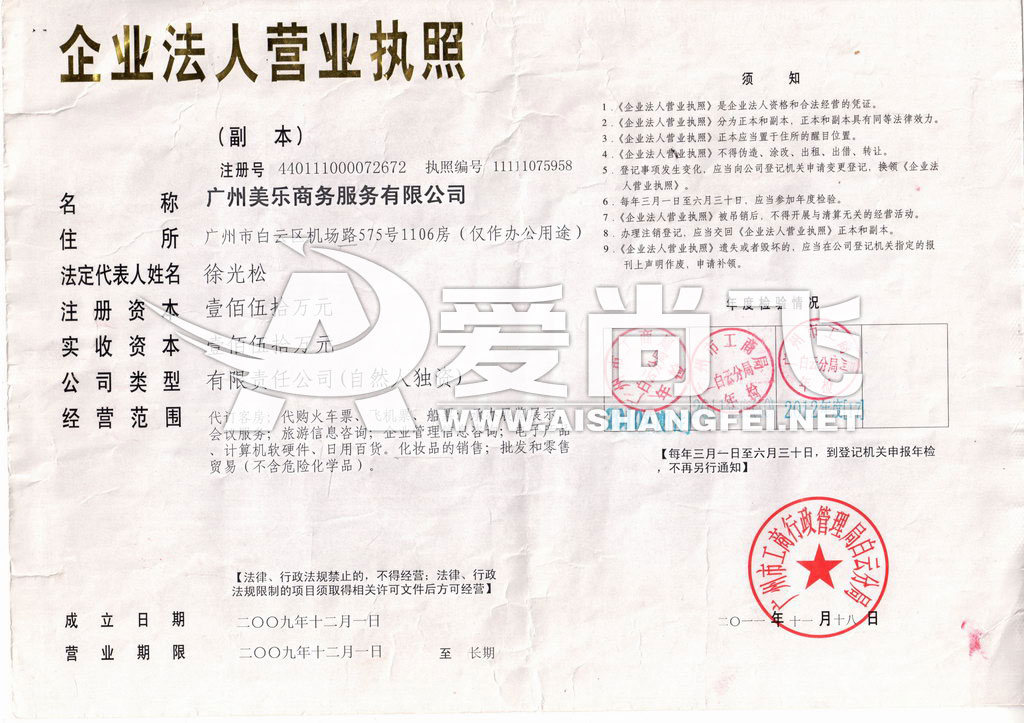 企业法人营业执照
（副 本）
注册号 440111000072672 执照编号 11111075958
名 称 广州美乐商务服务有限公司
住 所 广州市白云区机场路575号1106房（仅作办公用途）
法定代表人姓名 徐光松
注 册 资 本 壹佰伍拾万元
实 收 资 本 壹佰伍拾万元
公 司 类 型 有限责任公司(自然人独资)
经 营 范 围 代订客房；代购火车票、飞机票、船
会议服务；旅游信息咨询；企业管理信息咨询；电子产品
、计算机软硬件、日用百货。化妆品的销售；批发和零售
贸易（不含危险化学品）。
【法律、行政法规禁止的，不得经营；法律、行政
法规限制的项目须取得相关许可文件后方可经营】
成 立 日 期 二〇〇九年十二月一日
营 业 期 限 二〇〇九年十二月一日 至 长期
须 知
1．《企业法人营业执照》是企业法人资格和合法经营的凭证。
2．《企业法人营业执照》分为正本和副本，正本和副本具有同等法律效力。
3．《企业法人营业执照》正本应当置于住所的醒目位置。
4．《企业法人营业执照》不得伪造、涂改、出租、出借、转让。
5．登记事项发生变化，应当向公司登记机关申请变更登记，换领《企业法
人营业执照》。
6．每年三月一日至六月三十日，应当参加年度检验。
7．《企业法人营业执照》被吊销后，不得开展与清算无关的经营活动。
8．办理注销登记，应当交回《企业法人营业执照》正本和副本。
9．《企业法人营业执照》遗失或者毁坏的，应当在公司登记机关指定的报
刊上声明作废，申请补领。
年度检验情况
市工商局
白云分局
年检
白云分局
【每年三月一日至六月三十日，到登记机关申报年检
，不再另行通知】
广州市工商行政管理局白云分局
二〇一一年十一月十八日
爱尚飞
WWW.AISHANGFEI.NET